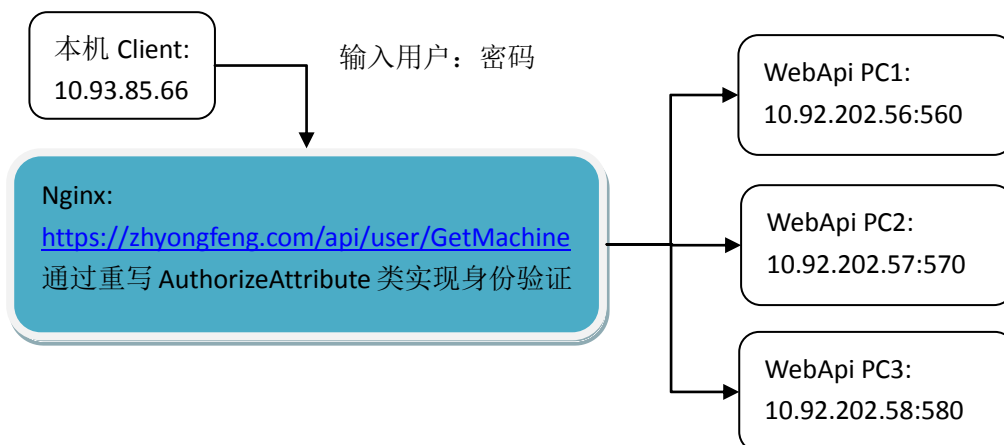 本机 Client:
10.93.85.66
输入用户：密码
Nginx:
https://zhyongfeng.com/api/user/GetMachine
通过重写 AuthorizeAttribute 类实现身份验证
WebApi PC1:
10.92.202.56:560
WebApi PC2:
10.92.202.57:570
WebApi PC3:
10.92.202.58:580